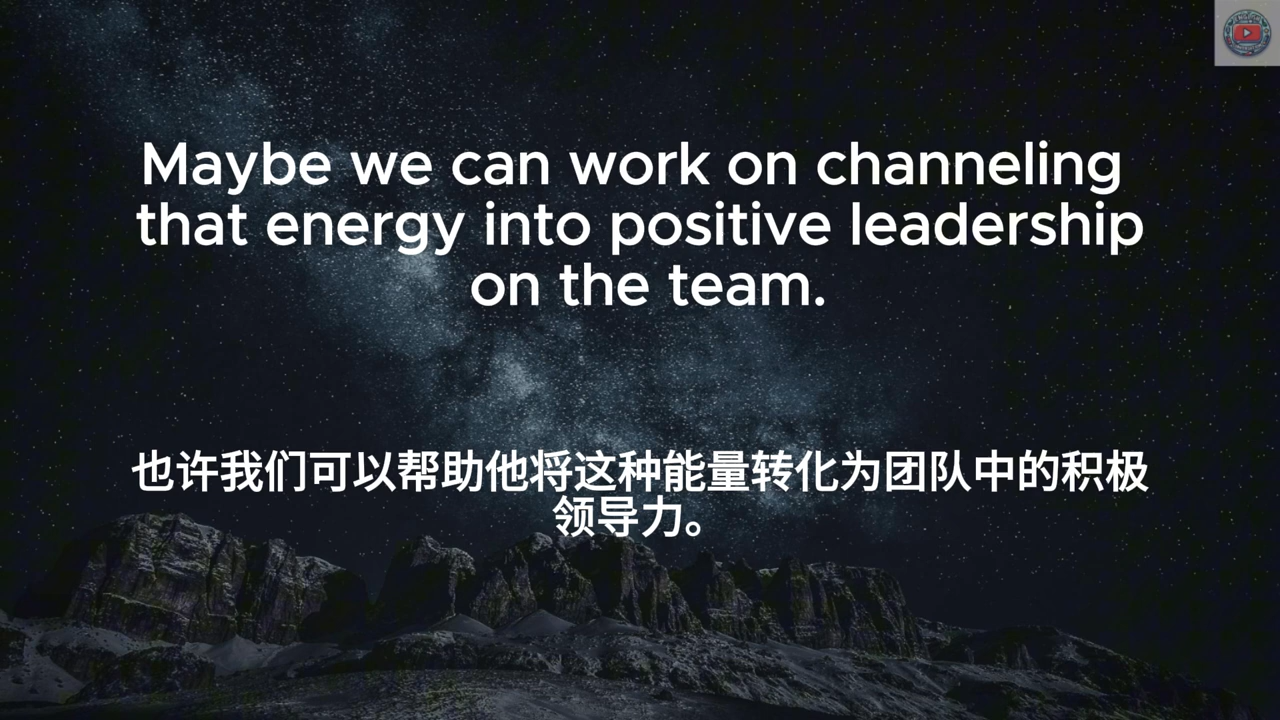 Maybe we can work on channeling
that energy into positive leadership
on the team.
也许我们可以帮助他将这种能量转化为团队中的积极
领导力。